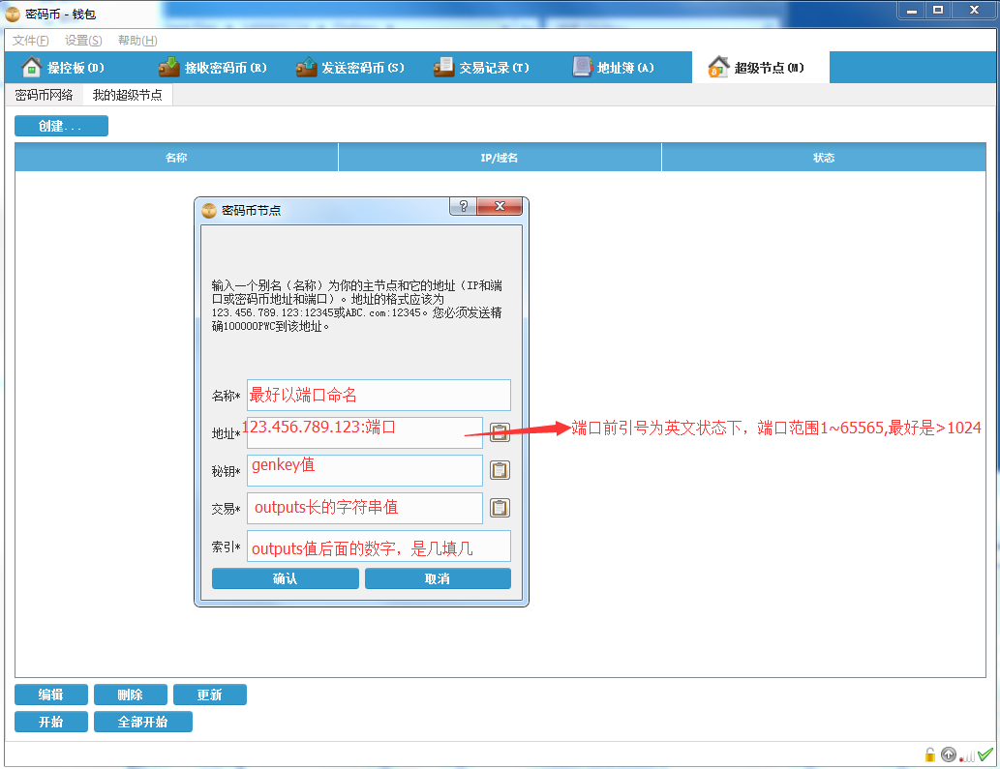 密码币 - 钱包
文件(F) 设置(S) 帮助(H)
操控板(O) 接收密码币(R) 发送密码币(S) 交易记录(T) 地址簿(A) 超级节点(M)
密码币网络 我的超级节点
创建...
名称 IP/域名 状态
密码币节点
输入一个别名（名称）为你的主节点和它的地址（IP和端
口或密码币地址和端口）。地址的格式应该为
123.456.789.123:12345或ABC.com:12345。您必须发送精
确100000PWC到该地址。
名称* 最好以端口命名
地址* 123.456.789.123:端口
端口前引号为英文状态下，端口范围1~65565,最好是>1024
秘钥* genkey值
交易* outputs长的字符串值
索引* outputs值后面的数字，是几填几
确认 取消
编辑 删除 更新
开始 全部开始